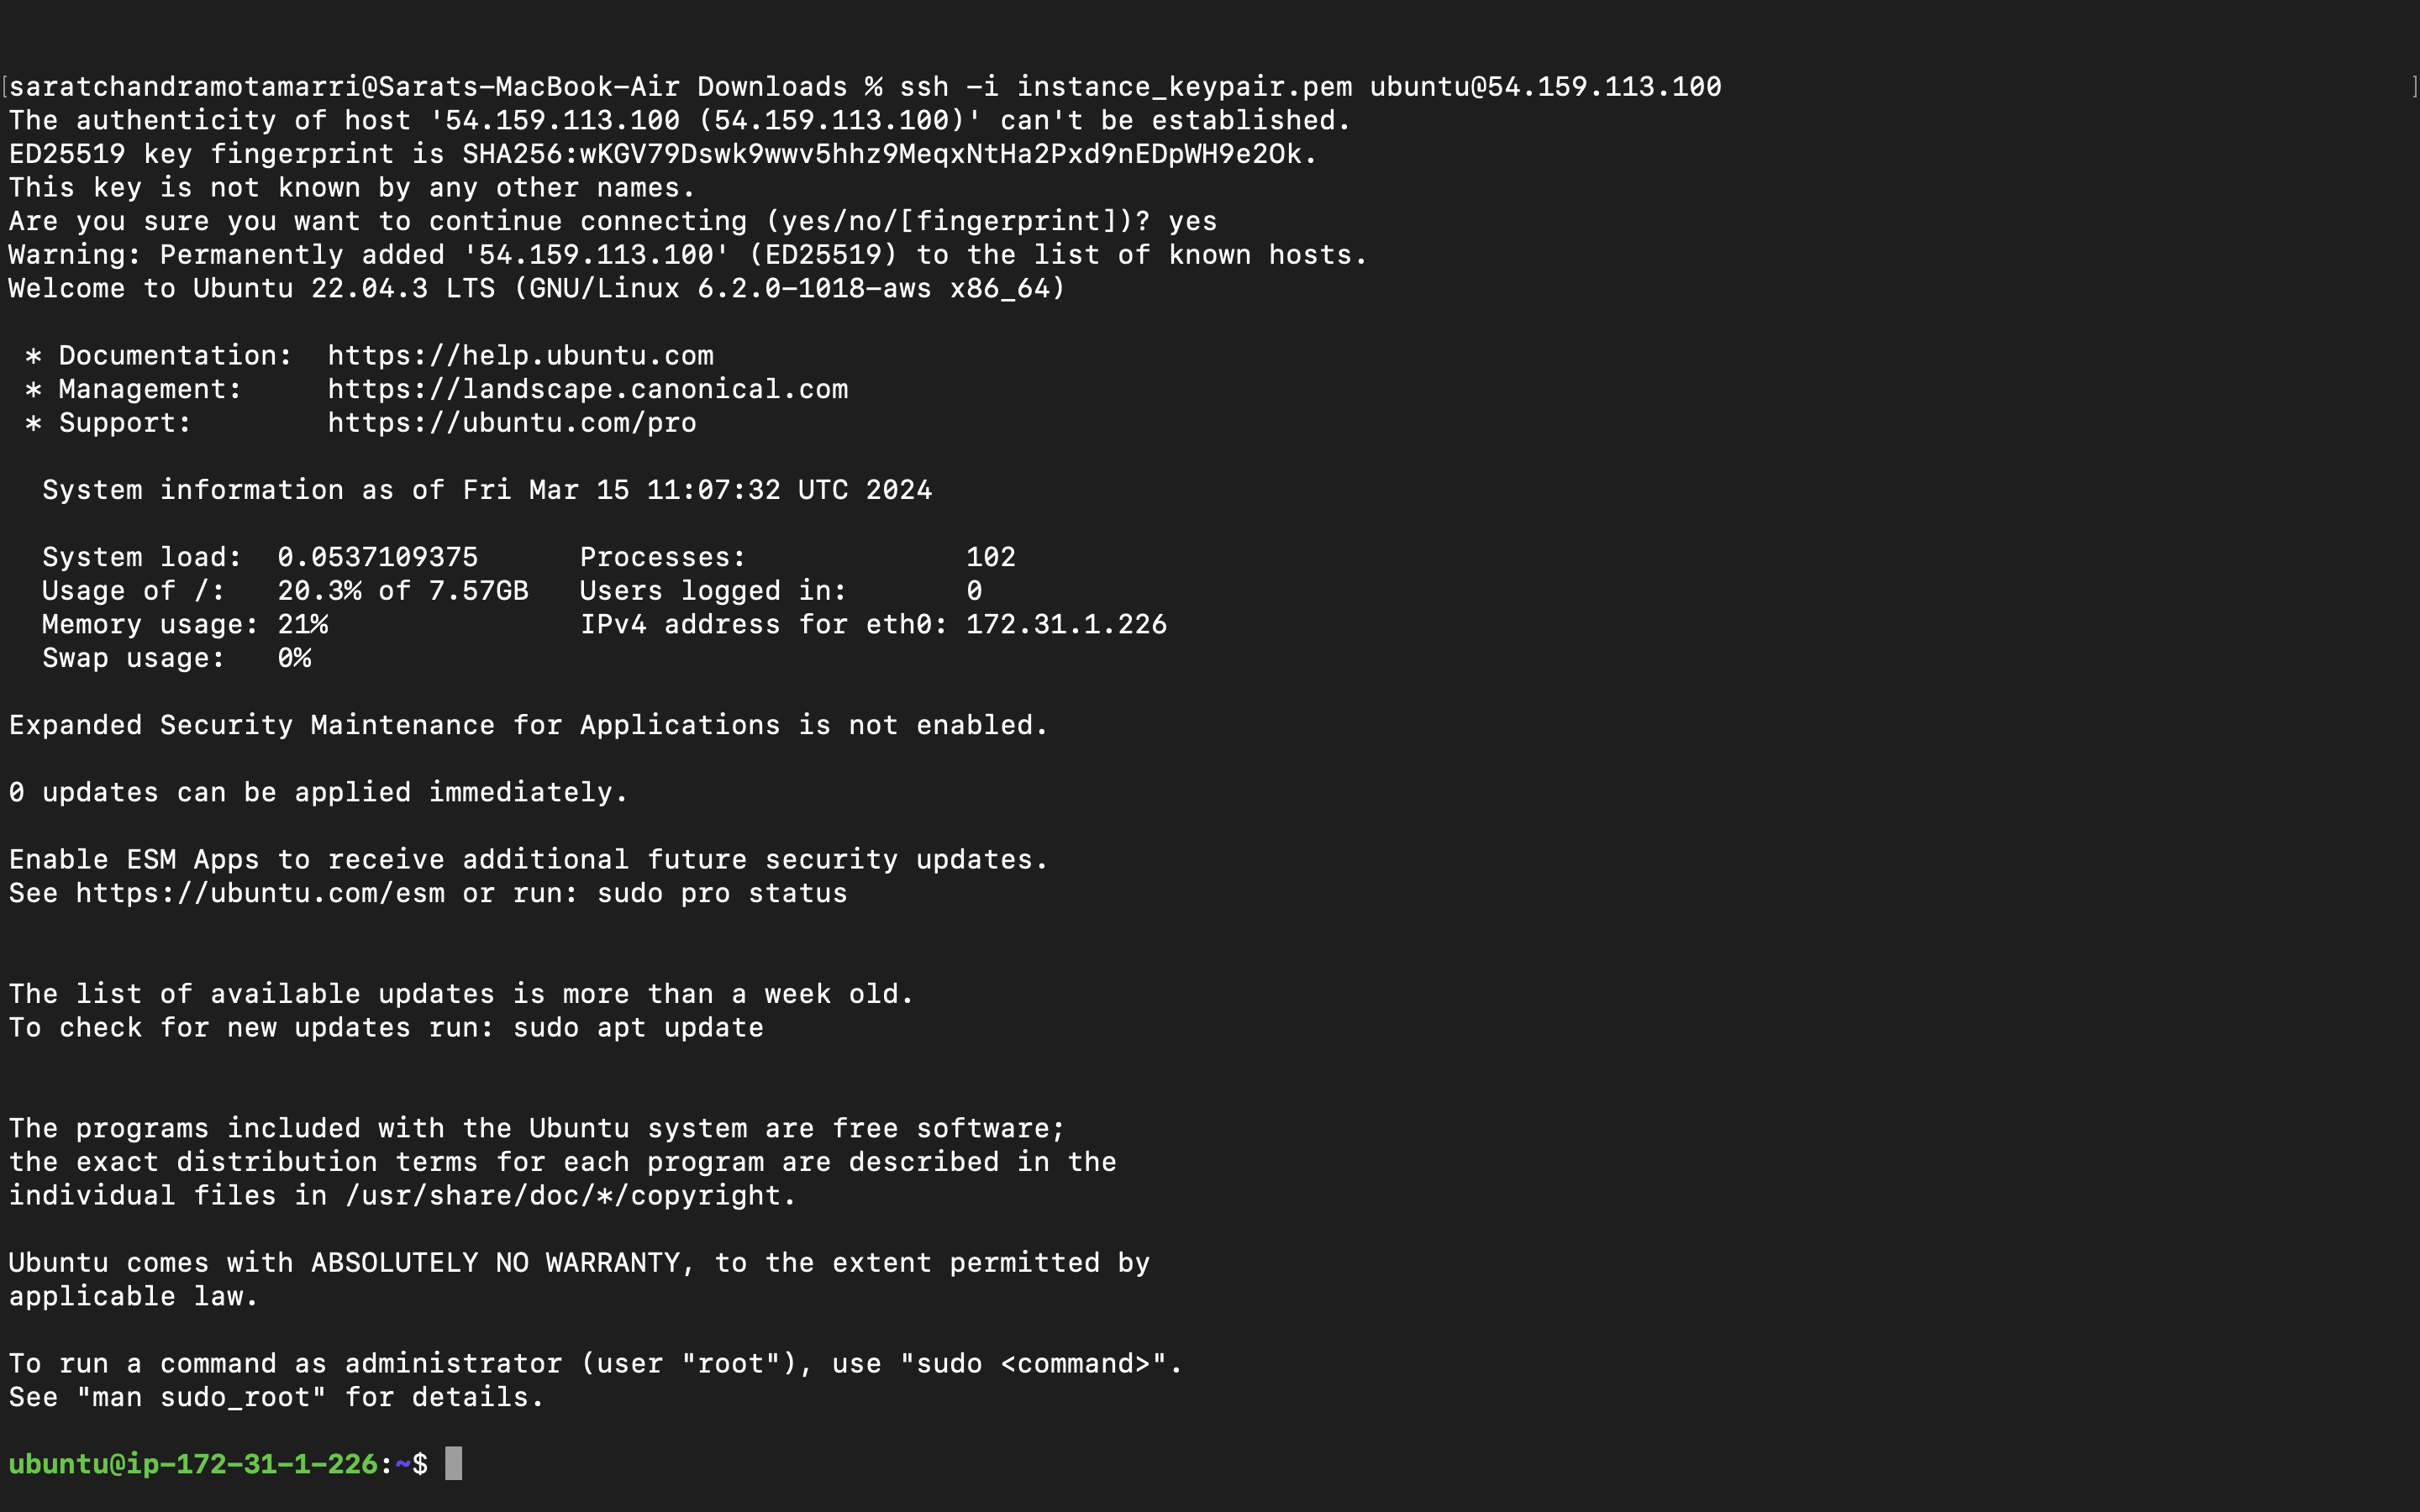 [saratchandramotamarri@Sarats-MacBook-Air Downloads % ssh -i instance_keypair.pem ubuntu@54.159.113.100 ]
The authenticity of host '54.159.113.100 (54.159.113.100)' can't be established.
ED25519 key fingerprint is SHA256:wKGV79Dswk9wwv5hhz9MeqxNtHa2Pxd9nEDpWH9e2Ok.
This key is not known by any other names.
Are you sure you want to continue connecting (yes/no/[fingerprint])? yes
Warning: Permanently added '54.159.113.100' (ED25519) to the list of known hosts.
Welcome to Ubuntu 22.04.3 LTS (GNU/Linux 6.2.0-1018-aws x86_64)

 * Documentation:  https://help.ubuntu.com
 * Management:     https://landscape.canonical.com
 * Support:        https://ubuntu.com/pro

  System information as of Fri Mar 15 11:07:32 UTC 2024

  System load:  0.0537109375      Processes:             102
  Usage of /:   20.3% of 7.57GB   Users logged in:       0
  Memory usage: 21%               IPv4 address for eth0: 172.31.1.226
  Swap usage:   0%

Expanded Security Maintenance for Applications is not enabled.

0 updates can be applied immediately.

Enable ESM Apps to receive additional future security updates.
See https://ubuntu.com/esm or run: sudo pro status

The list of available updates is more than a week old.
To check for new updates run: sudo apt update

The programs included with the Ubuntu system are free software;
the exact distribution terms for each program are described in the
individual files in /usr/share/doc/*/copyright.

Ubuntu comes with ABSOLUTELY NO WARRANTY, to the extent permitted by
applicable law.

To run a command as administrator (user "root"), use "sudo <command>".
See "man sudo_root" for details.

ubuntu@ip-172-31-1-226:~$